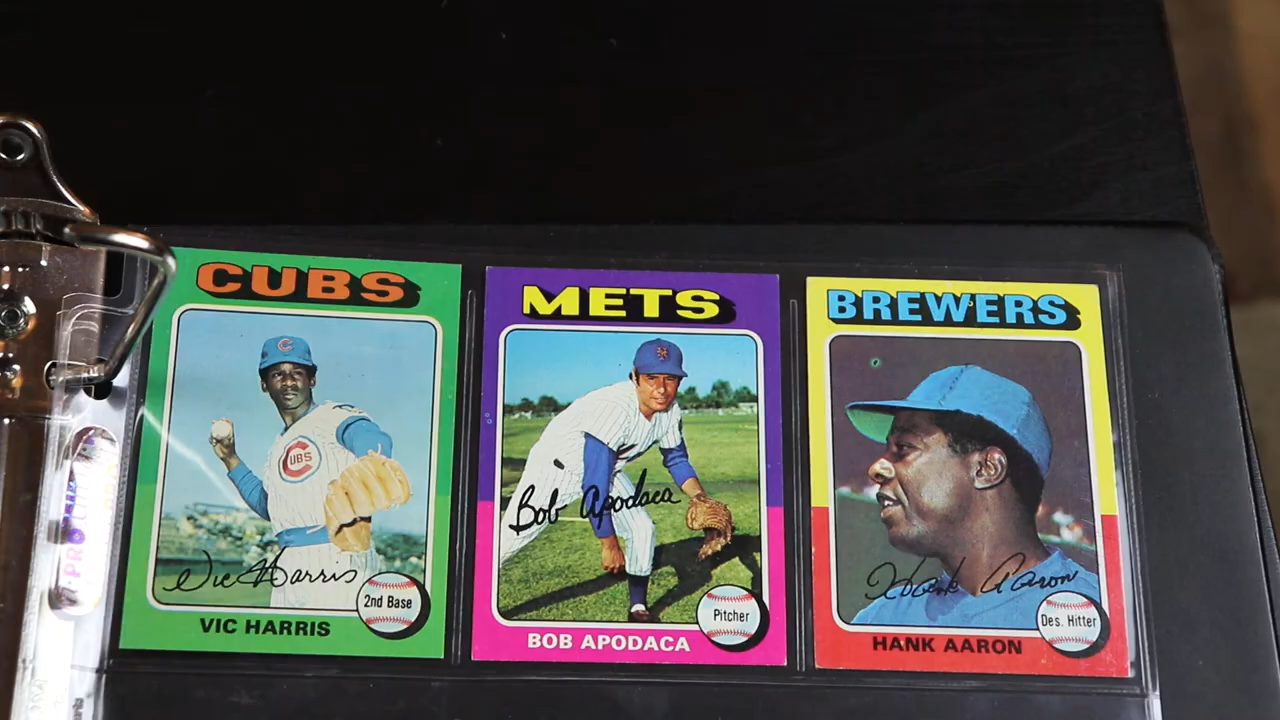 CUBS
C
CUBS
Vic Harris
2nd Base
VIC HARRIS
METS
Bob Apodaca
Pitcher
BOB APODACA
BREWERS
Hank Aaron
Des. Hitter
HANK AARON